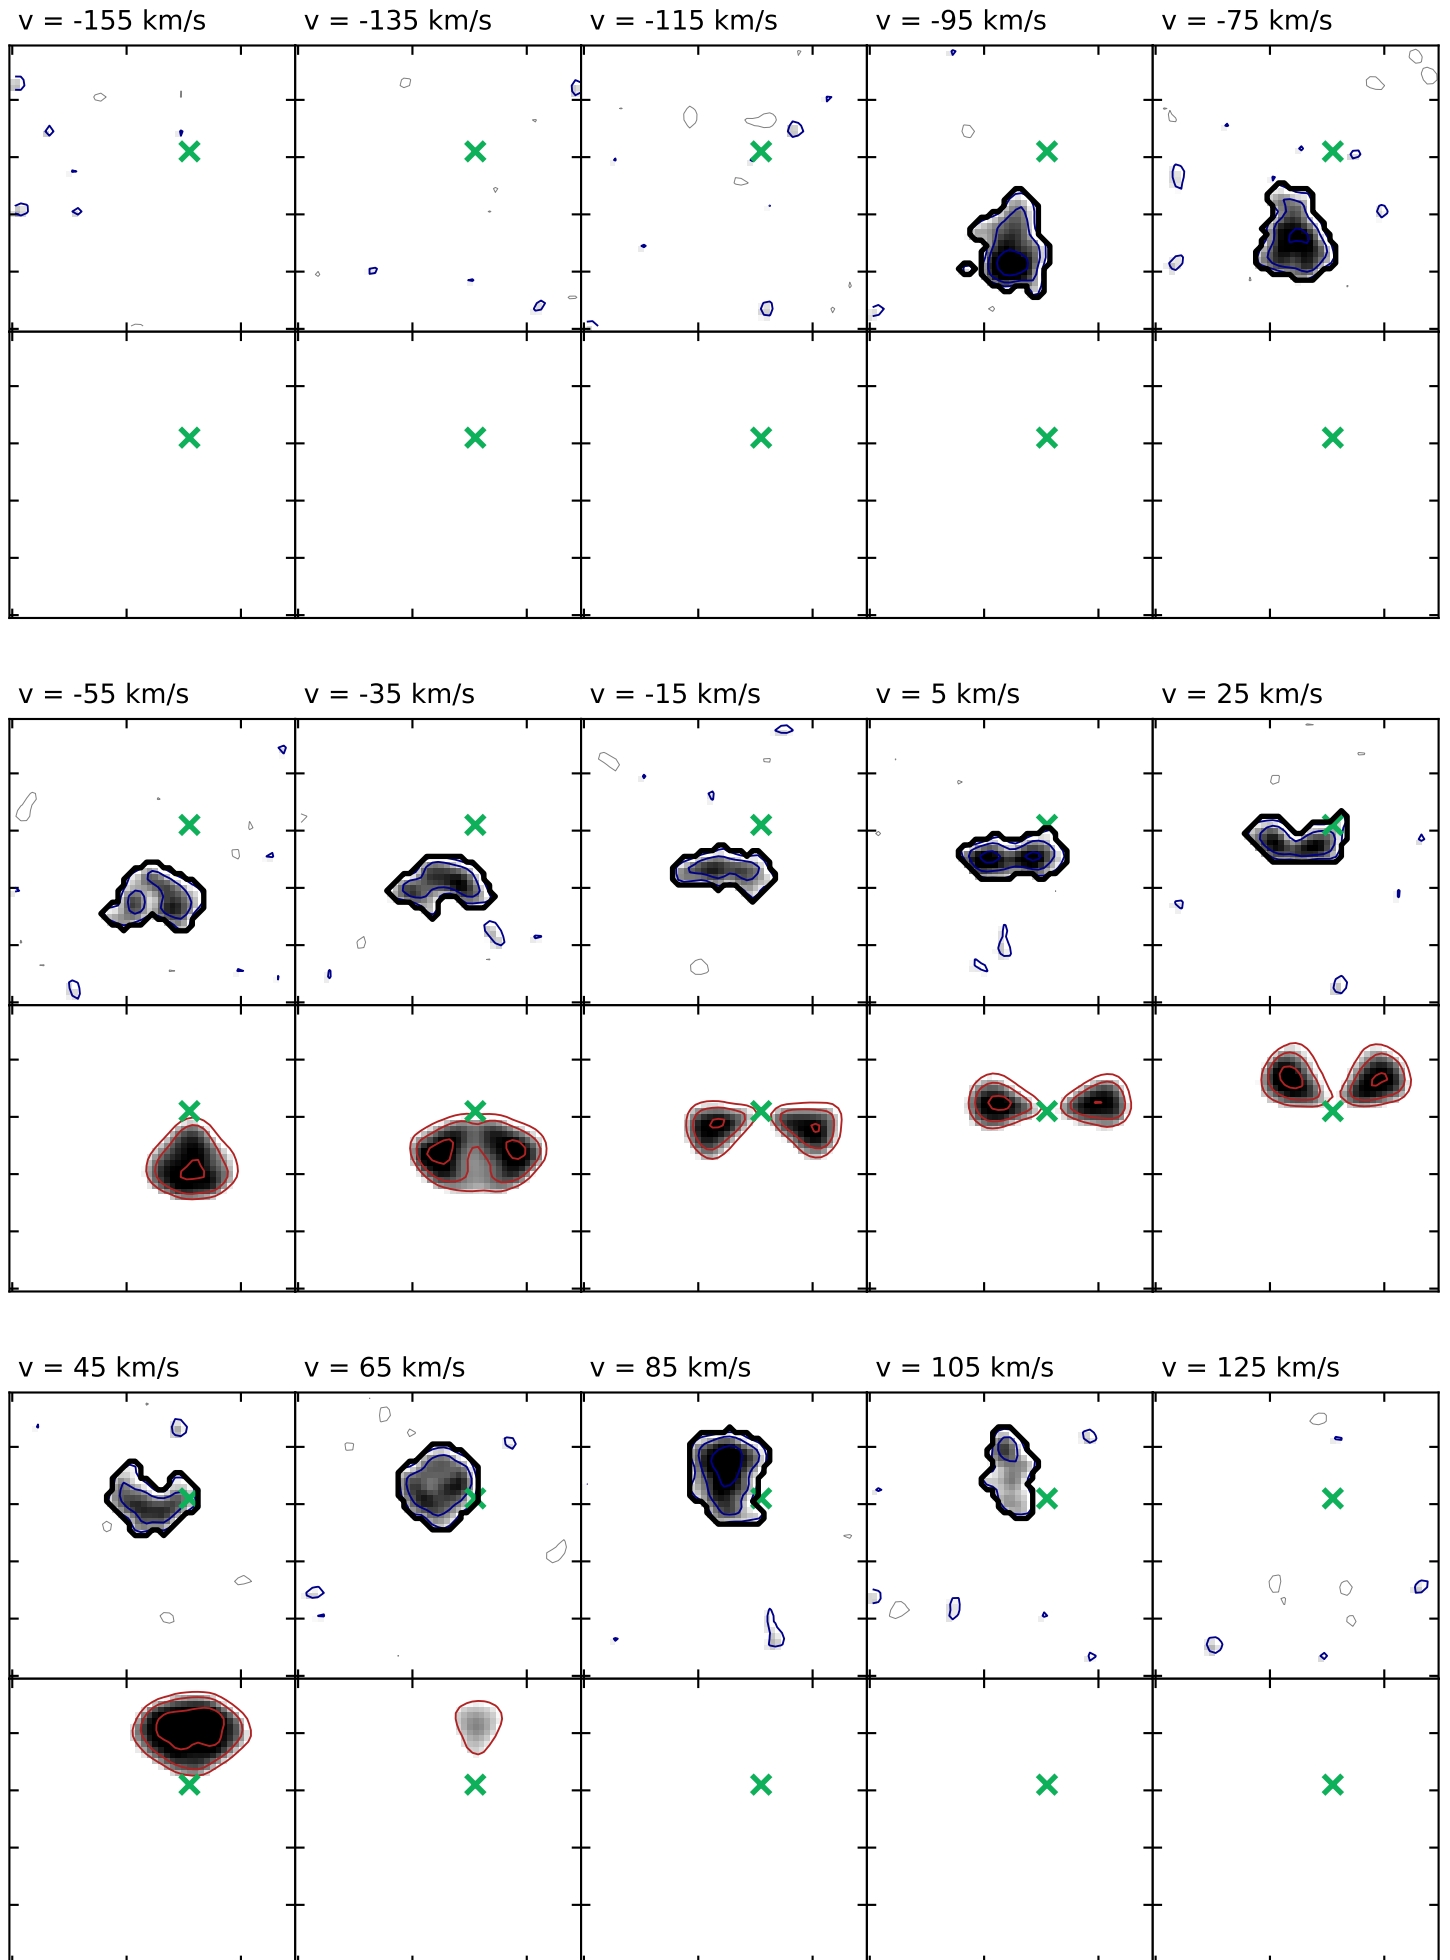 v = -155 km/s
v = -135 km/s
v = -115 km/s
v = -95 km/s
v = -75 km/s
v = -55 km/s
v = -35 km/s
v = -15 km/s
v = 5 km/s
v = 25 km/s
v = 45 km/s
v = 65 km/s
v = 85 km/s
v = 105 km/s
v = 125 km/s